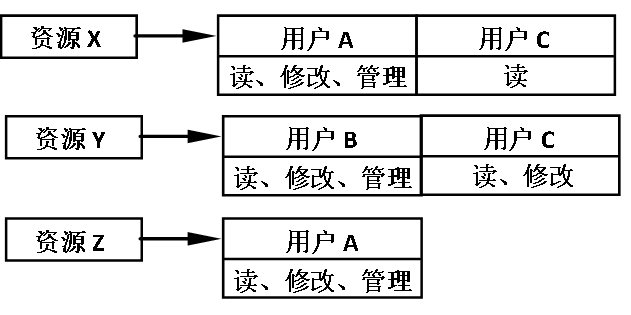 资源 X 用户 A 用户 C
读、修改、管理 读
资源 Y 用户 B 用户 C
读、修改、管理 读、修改
资源 Z 用户 A
读、修改、管理